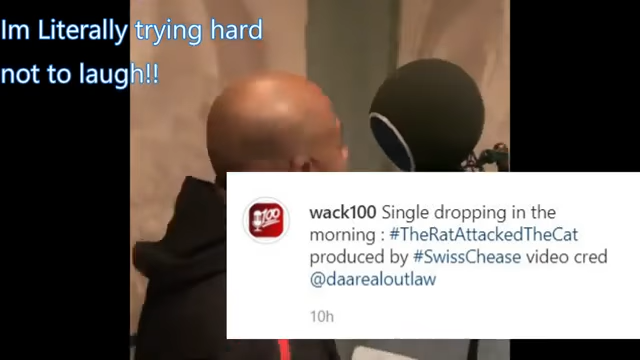 Im Literally trying hard
not to laugh!!
100
wack100 Single dropping in the
morning : #TheRatAttackedTheCat
produced by #SwissChease video cred
@daarealoutlaw
10h